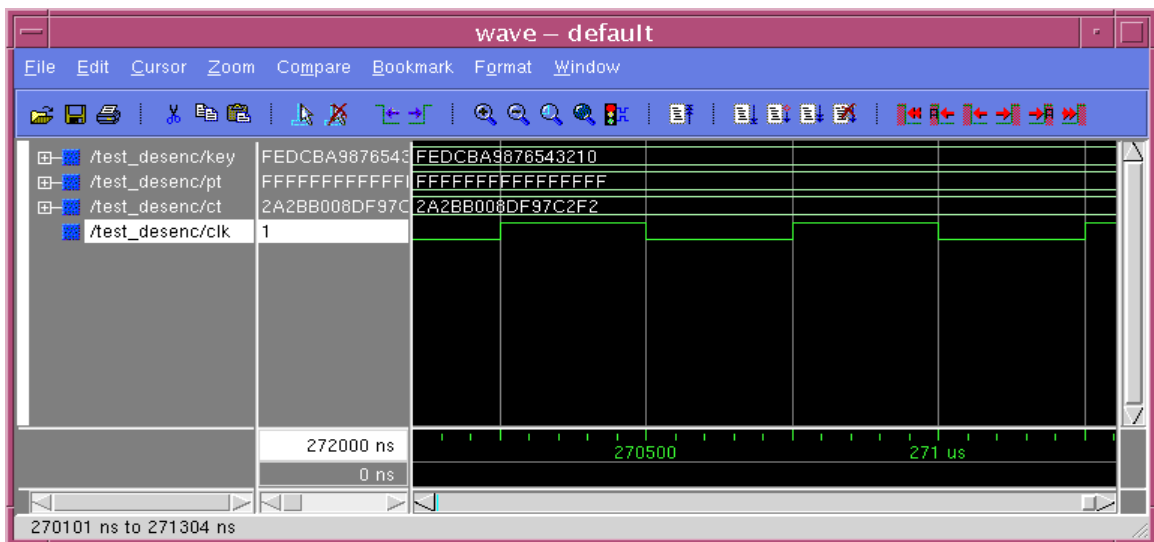 wave – default
File Edit Cursor Zoom Compare Bookmark Format Window
/test_desenc/key FEDCBA9876543 FEDCBA9876543210
/test_desenc/pt FFFFFFFFFFFFF FFFFFFFFFFFFFFFF
/test_desenc/ct 2A2BB008DF97C 2A2BB008DF97C2F2
/test_desenc/clk 1
272000 ns 270500 271 us
0 ns
270101 ns to 271304 ns